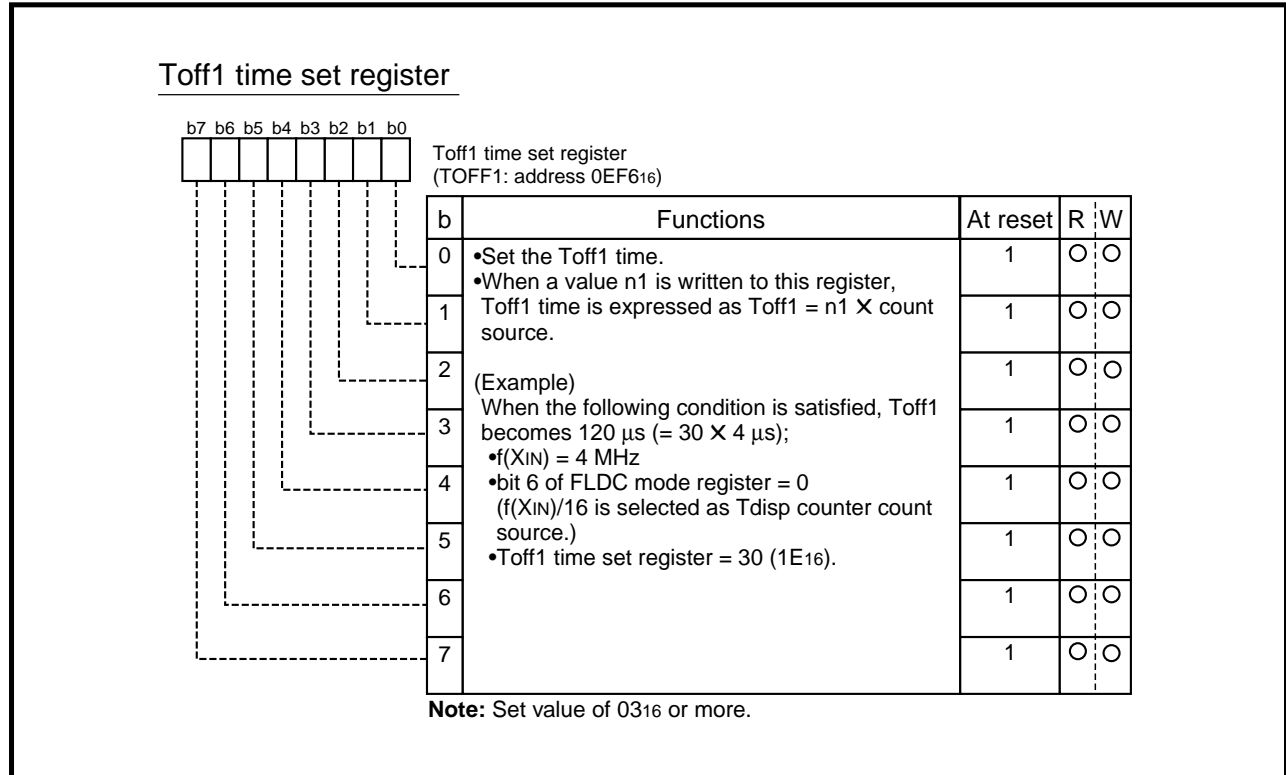 Toff1 time set register
b7 b6 b5 b4 b3 b2 b1 b0
Toff1 time set register
(TOFF1: address 0EF616)
b Functions At reset R W
0 •Set the Toff1 time. 1 ○ ○
•When a value n1 is written to this register,
1 Toff1 time is expressed as Toff1 = n1 ✕ count 1 ○ ○
source.
2 1 ○ ○
(Example)
When the following condition is satisfied, Toff1
3 becomes 120 μs (= 30 ✕ 4 μs); 1 ○ ○
•f(XIN) = 4 MHz
4 •bit 6 of FLDC mode register = 0 1 ○ ○
(f(XIN)/16 is selected as Tdisp counter count
5 source.) 1 ○ ○
•Toff1 time set register = 30 (1E16).
6 1 ○ ○
7 1 ○ ○
Note: Set value of 0316 or more.